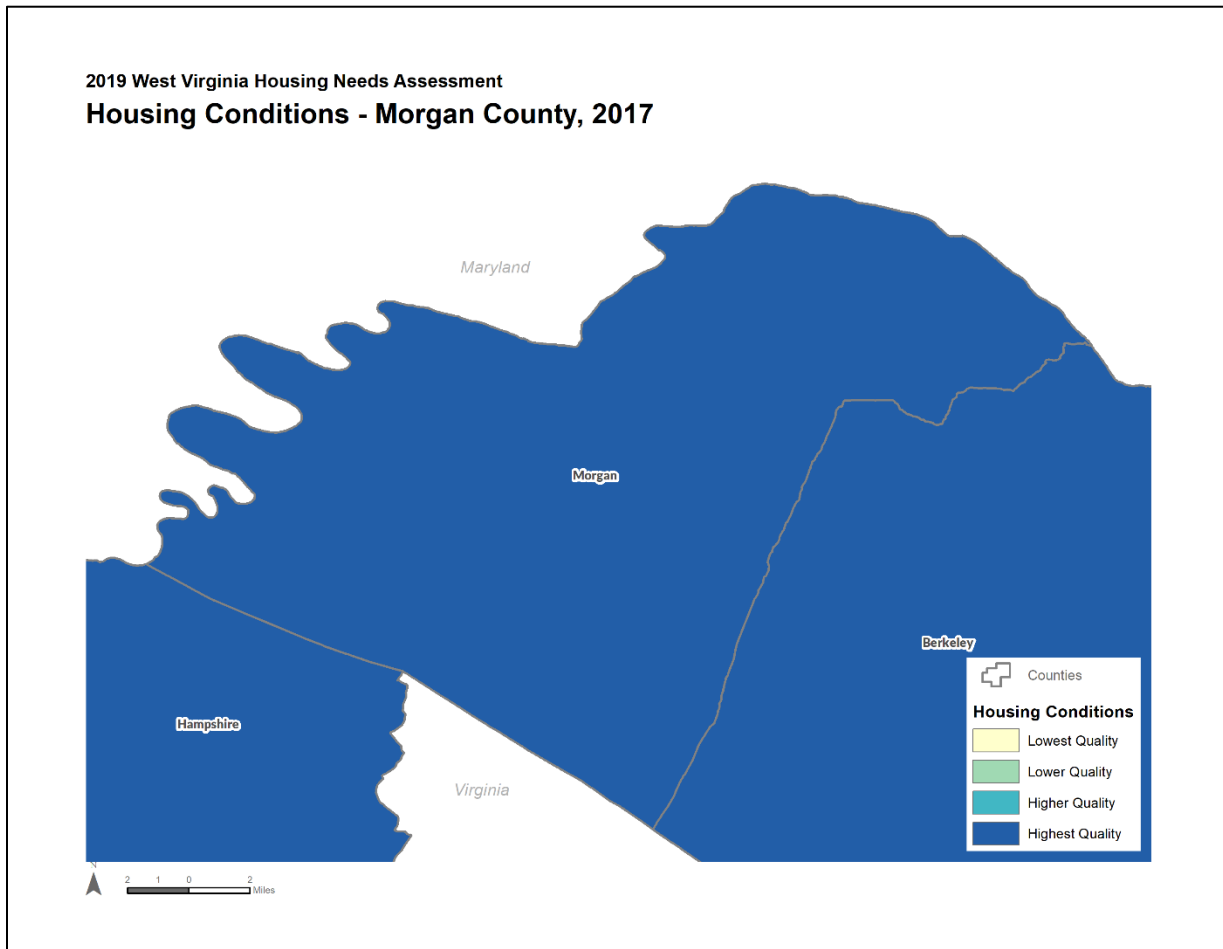 2019 West Virginia Housing Needs Assessment
Housing Conditions - Morgan County, 2017
Maryland
Morgan
Berkeley
Hampshire
Virginia
Counties
Housing Conditions
Lowest Quality
Lower Quality
Higher Quality
Highest Quality
N
2 1 0 2
Miles